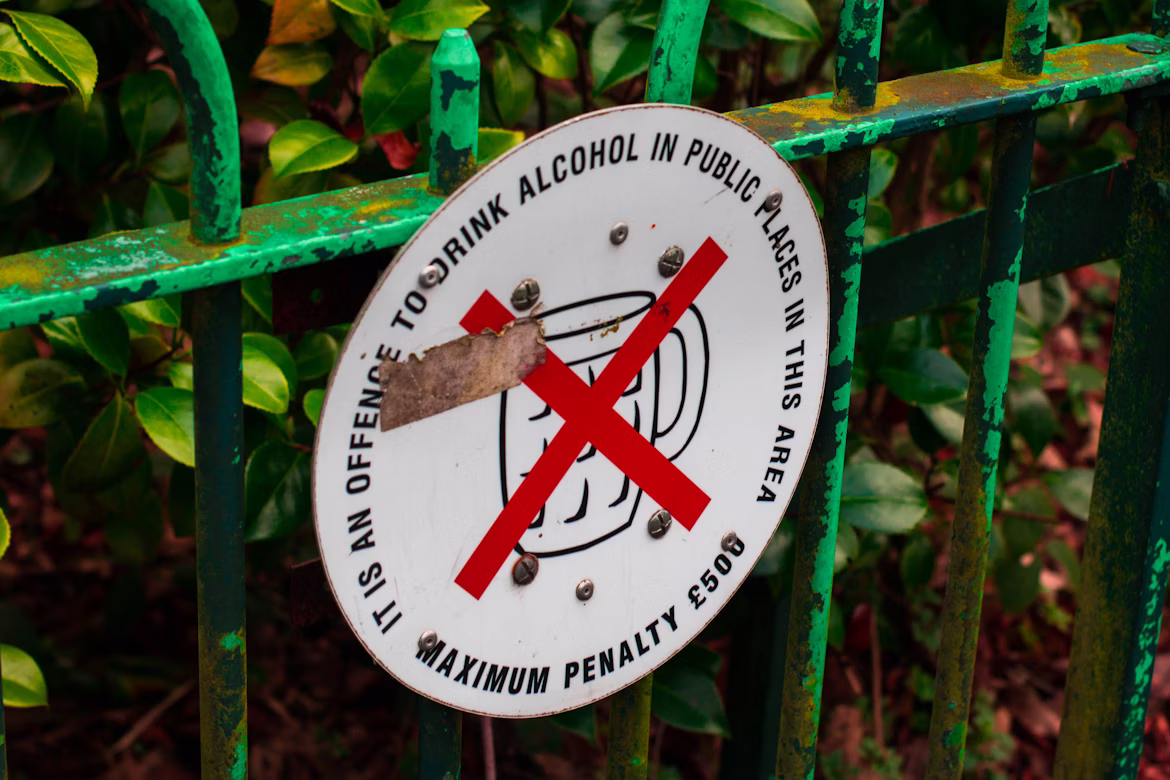 IT IS AN OFFENCE TO DRINK ALCOHOL IN PUBLIC PLACES IN THIS AREA
MAXIMUM PENALTY £500